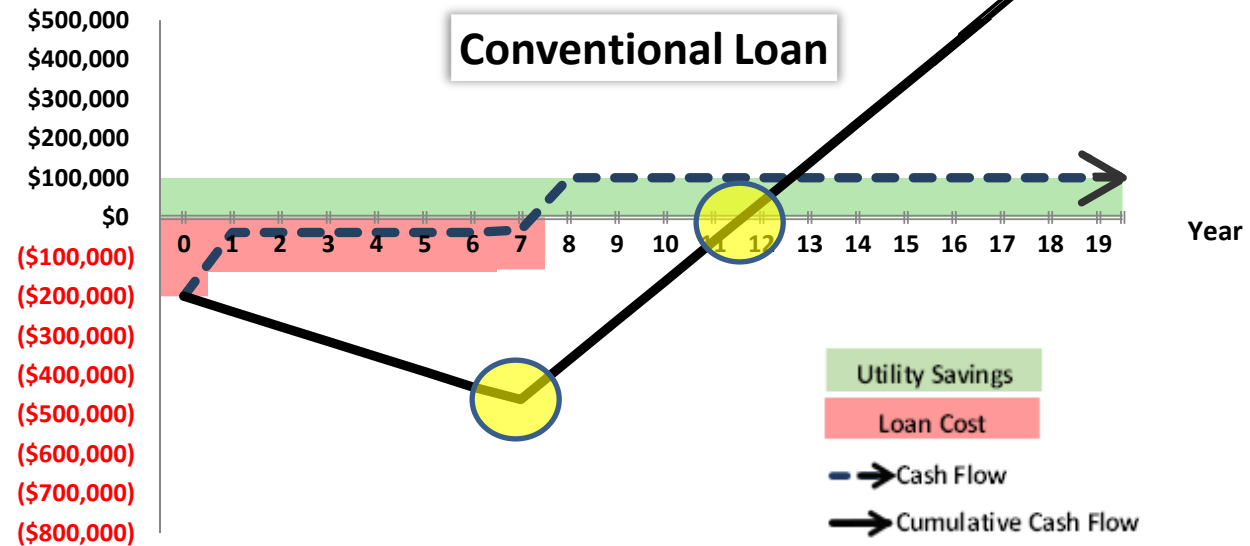 Conventional Loan
$500,000
$400,000
$300,000
$200,000
$100,000
$0
($100,000)
($200,000)
($300,000)
($400,000)
($500,000)
($600,000)
($700,000)
($800,000)
0 1 2 3 4 5 6 7 8 9 10 11 12 13 14 15 16 17 18 19
Year
Utility Savings
Loan Cost
Cash Flow
Cumulative Cash Flow